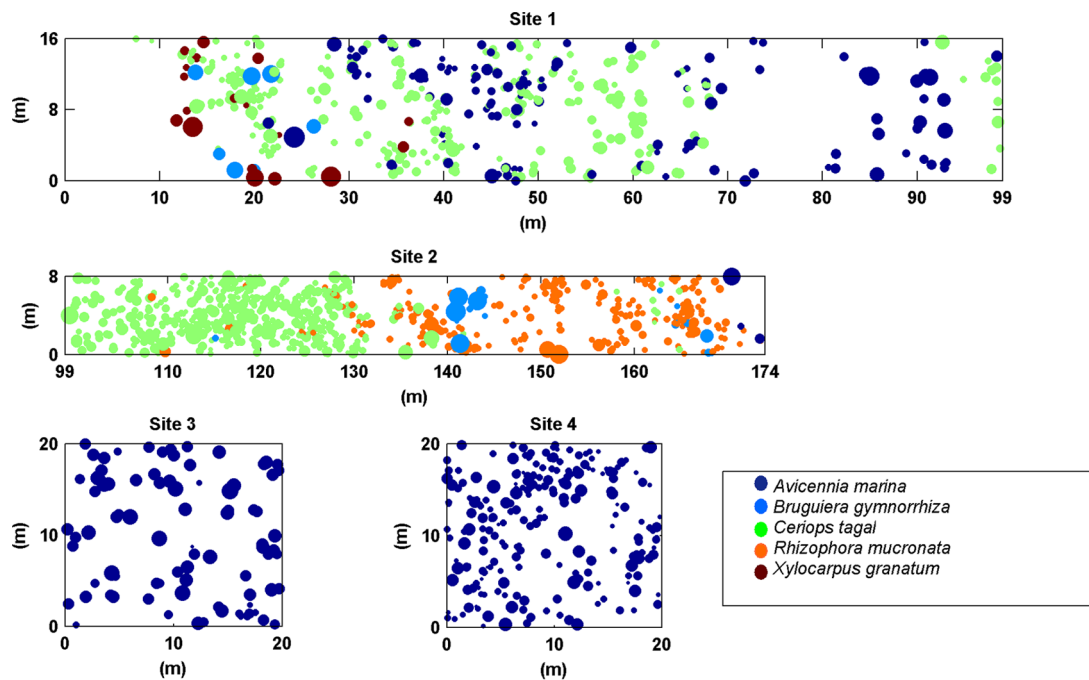 Site 1
16
8
0
(m)
0 10 20 30 40 50 60 70 80 90 99
(m)
Site 2
8
0
(m)
99 110 120 130 140 150 160 174
(m)
Site 3
20
10
0
(m)
0 10 20
(m)
Site 4
20
10
0
(m)
0 10 20
(m)
Avicennia marina
Bruguiera gymnorrhiza
Ceriops tagal
Rhizophora mucronata
Xylocarpus granatum